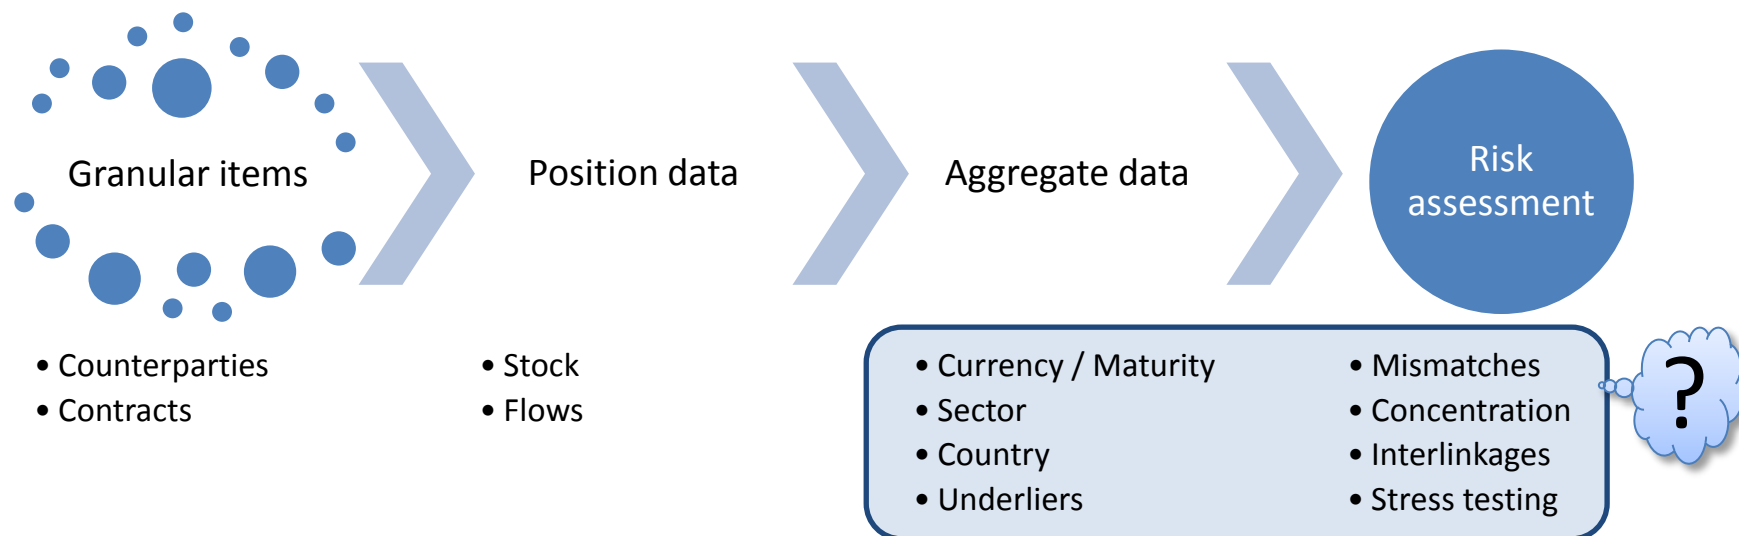 Granular items
Position data
Aggregate data
Risk
assessment
• Counterparties
• Contracts
• Stock
• Flows
• Currency / Maturity
• Sector
• Country
• Underliers
• Mismatches
• Concentration
• Interlinkages
• Stress testing
?